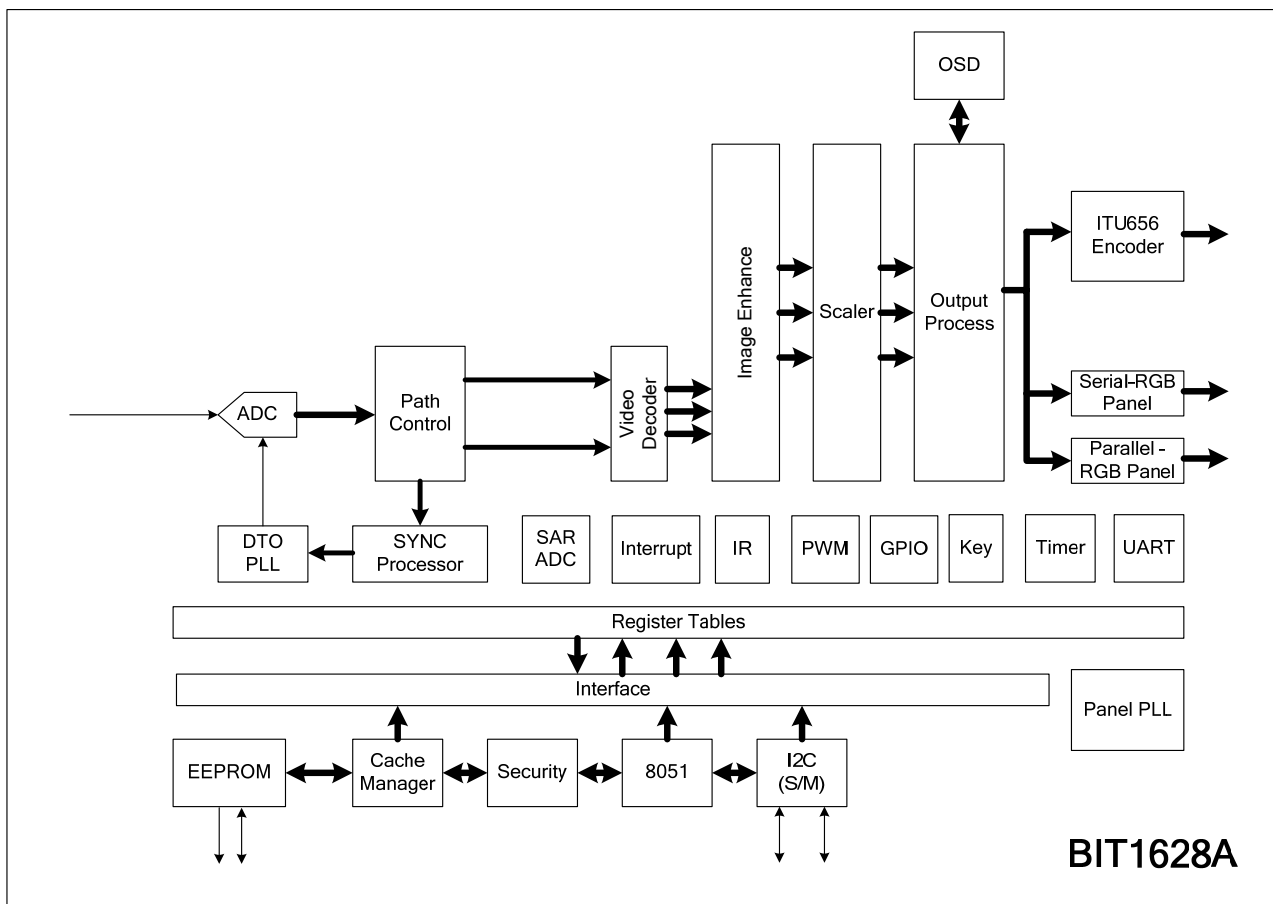 OSD
ITU656
Encoder
Image Enhance
Scaler
Output
Process
Serial-RGB
Panel
Parallel -
RGB Panel
ADC
Path
Control
Video
Decoder
DTO
PLL
SYNC
Processor
SAR
ADC
Interrupt
IR
PWM
GPIO
Key
Timer
UART
Register Tables
Interface
Panel PLL
EEPROM
Cache
Manager
Security
8051
I2C
(S/M)
BIT1628A